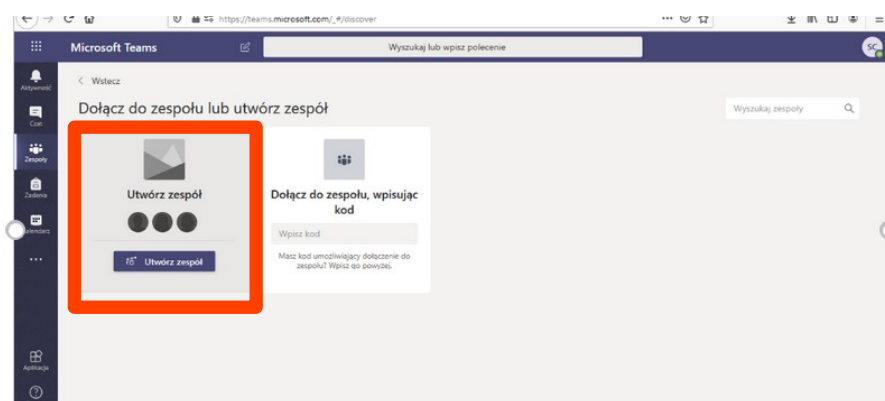 https://teams.microsoft.com/_#/discover
Microsoft Teams
Wyszukaj lub wpisz polecenie
SC
Aktywność
Wstecz
Dołącz do zespołu lub utwórz zespół
Wyszukaj zespoły
Czat
Zespoły
Utwórz zespół
Dołącz do zespołu, wpisując
kod
Zadania
Wpisz kod
Kalendarz
Utwórz zespół
Masz kod umożliwiający dołączenie do
zespołu? Wpisz go powyżej.
Aplikacje